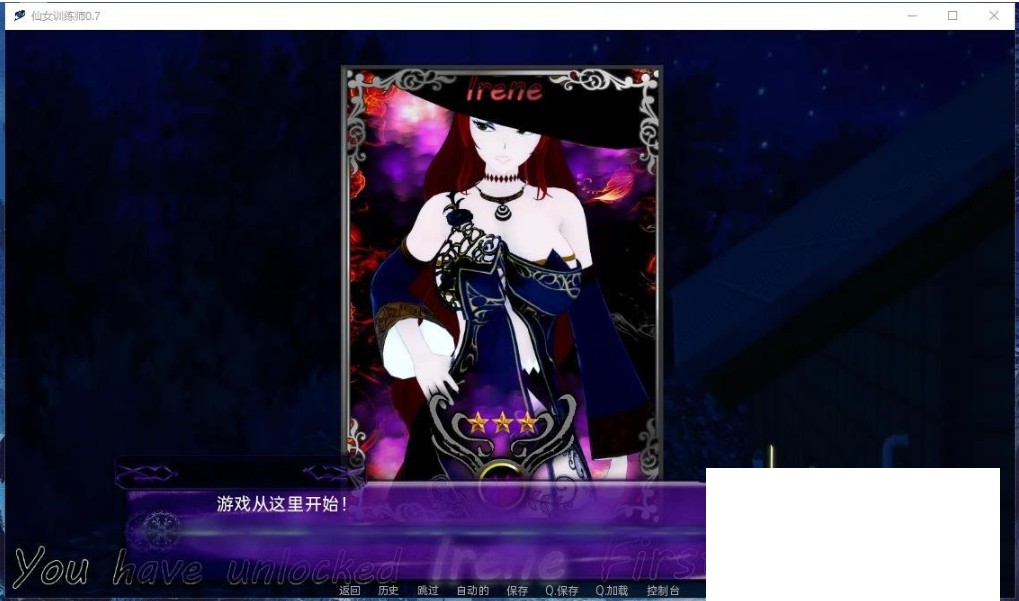 仙女训练师0.7
Irene
游戏从这里开始！
You have unlocked Irene First
返回 历史 跳过 自动的 保存 Q.保存 Q.加载 控制台